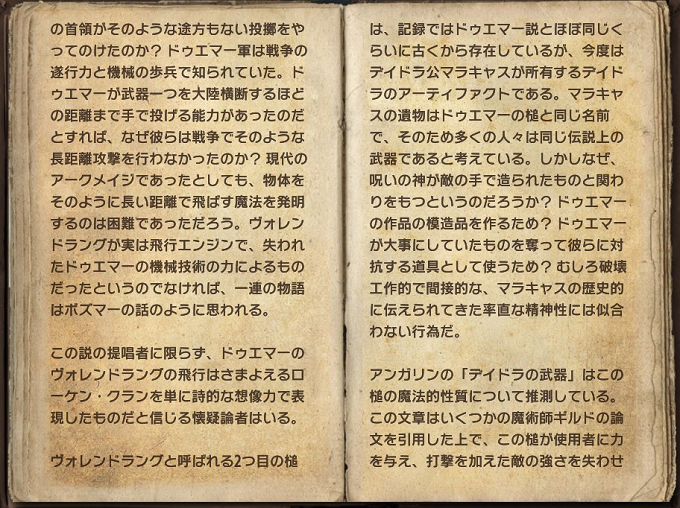 の首領がそのような途方もない投擲をや
ってのけたのか? ドゥエマー軍は戦争の
遂行力と機械の歩兵で知られていた。ド
ゥエマーが武器一つを大陸横断するほど
の距離まで手で投げる能力があったのだ
とすれば、なぜ彼らは戦争でそのような
長距離攻撃を行わなかったのか? 現代の
アークメイジであったとしても、物体を
そのように長い距離で飛ばす魔法を発明
するのは困難であっただろう。ヴォレン
ドラングが実は飛行エンジンで、失われ
たドゥエマーの機械技術の力によるもの
だったというのでなければ、一連の物語
はボズマーの話のように思われる。

この説の提唱者に限らず、ドゥエマーの
ヴォレンドラングの飛行はさまよえるロ
ーケン・クランを単に詩的な想像力で表
現したものだと信じる懐疑論者はいる。

ヴォレンドラングと呼ばれる2つ目の槌
は、記録ではドゥエマー説とほぼ同じく
らいに古くから存在しているが、今度は
デイドラ公マラキャスが所有するデイド
ラのアーティファクトである。マラキャ
スの遺物はドゥエマーの槌と同じ名前
で、そのため多くの人々は同じ伝説上の
武器であると考えている。しかしなぜ、
呪いの神が敵の手で造られたものと関わ
りをもつというのだろうか? ドゥエマー
の作品の模造品を作るため? ドゥエマー
が大事にしていたものを奪って彼らに対
抗する道具として使うため? むしろ破壊
工作的で間接的な、マラキャスの歴史的
に伝えられてきた率直な精神性には似合
わない行為だ。

アンガリンの「デイドラの武器」はこの
槌の魔法的性質について推測している。
この文章はいくつかの魔術師ギルドの論
文を引用した上で、この槌が使用者に力
を与え、打撃を加えた敵の強さを失わせ